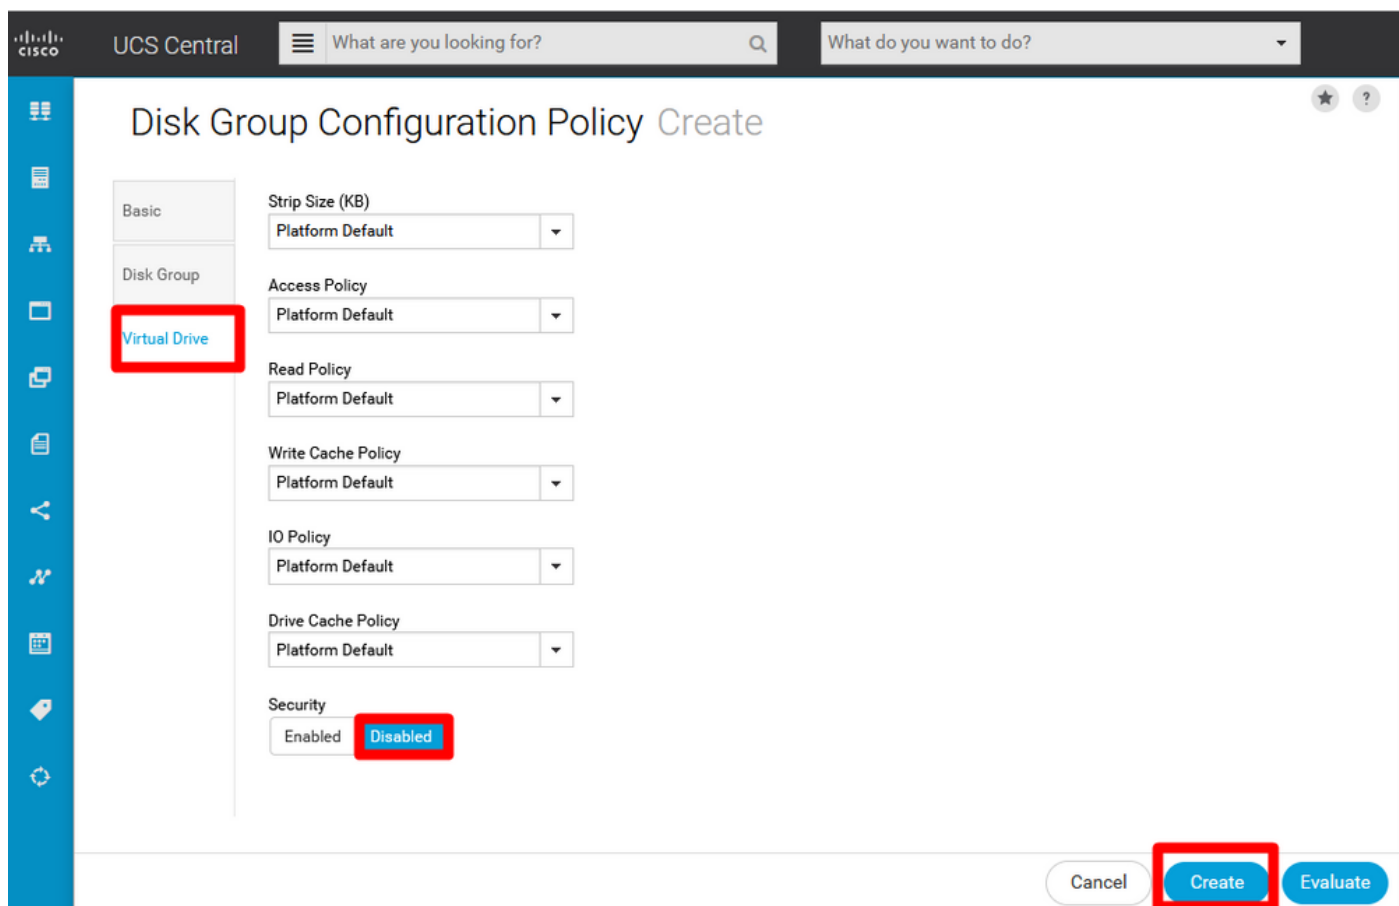 cisco UCS Central What are you looking for? What do you want to do?
Disk Group Configuration Policy Create
?
Basic
Disk Group
Virtual Drive
Strip Size (KB)
Platform Default
Access Policy
Platform Default
Read Policy
Platform Default
Write Cache Policy
Platform Default
IO Policy
Platform Default
Drive Cache Policy
Platform Default
Security
Enabled Disabled
Cancel Create Evaluate